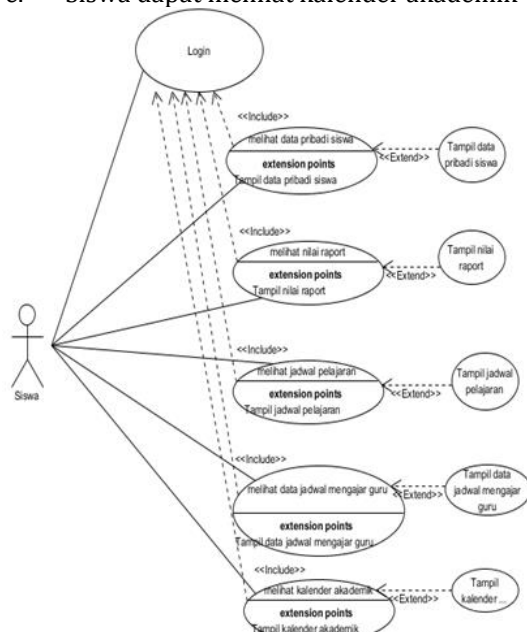 Siswa dapat melihat kalender akademik
Login
<<Include>>
melihat data pribadi siswa
extension points
Tampil data pribadi siswa
<<Extend>>
Tampil data
pribadi siswa
<<Include>>
melihat nilai raport
extension points
Tampil nilai raport
<<Extend>>
Tampil nilai
raport
Siswa
<<Include>>
melihat jadwal pelajaran
extension points
Tampil jadwal pelajaran
<<Extend>>
Tampil jadwal
pelajaran
<<Include>>
melihat data jadwal mengajar guru
extension points
Tampil data jadwal mengajar guru
<<Extend>>
Tampil data
jadwal mengajar
guru
<<Include>>
melihat kalender akademik
extension points
Tampil kalender akademik
<<Extend>>
Tampil
kalender ...